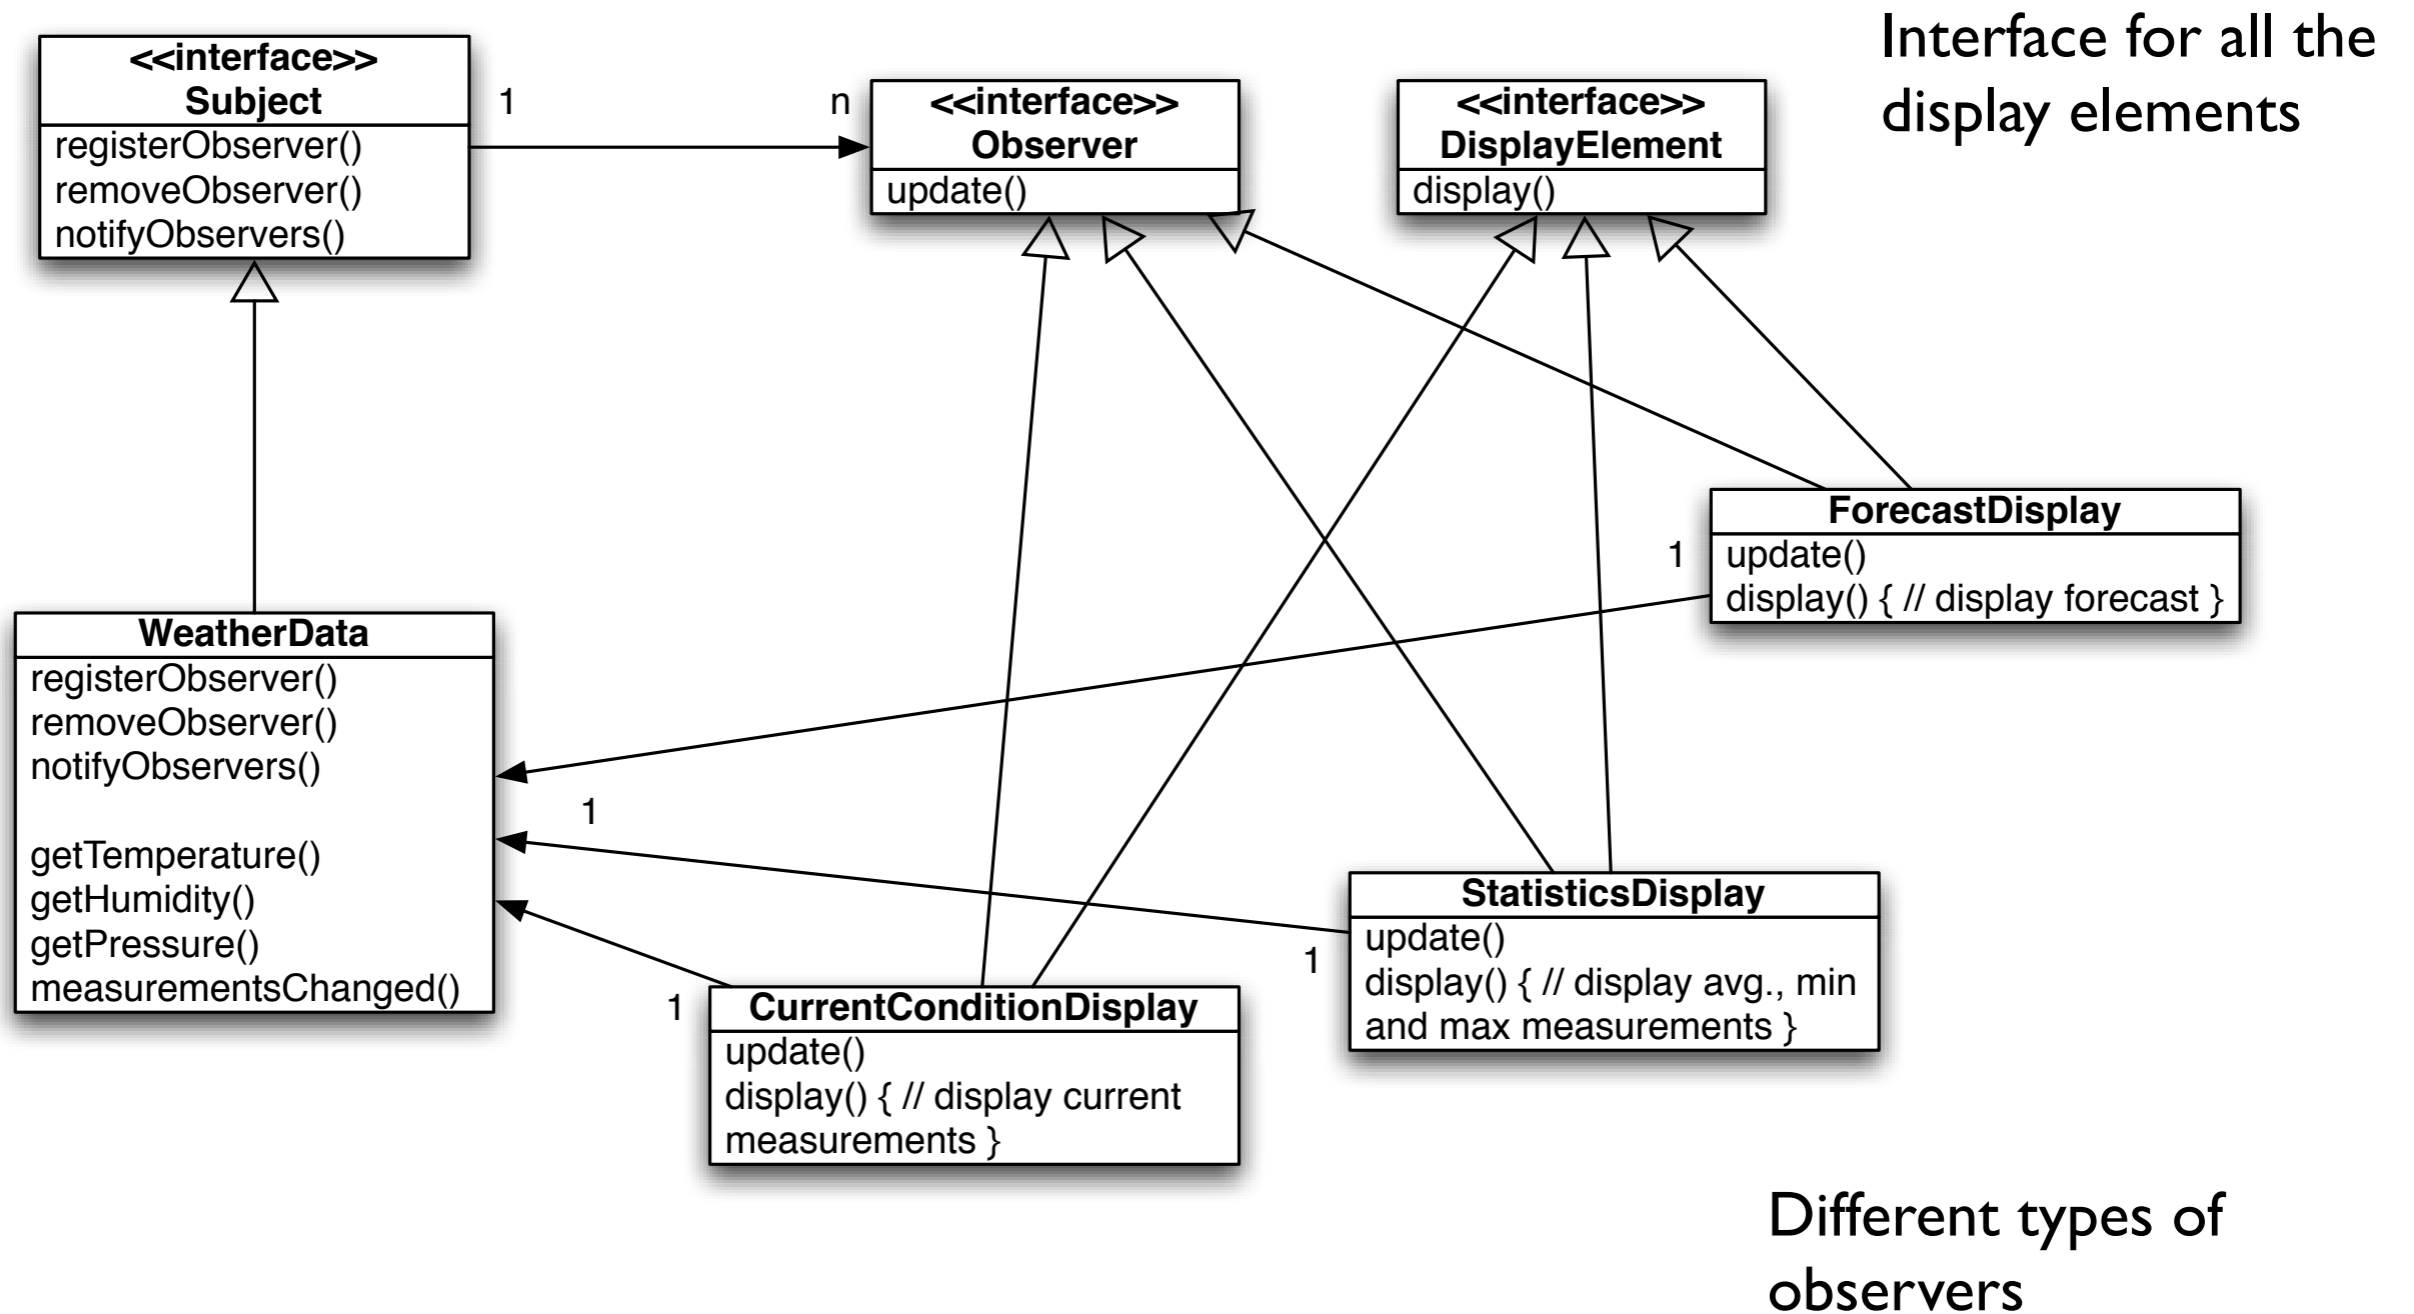 Interface for all the
display elements
<<interface>>
Subject
registerObserver()
removeObserver()
notifyObservers()
1
n
<<interface>>
Observer
update()
<<interface>>
DisplayElement
display()
ForecastDisplay
1
update()
display() { // display forecast }
WeatherData
registerObserver()
removeObserver()
notifyObservers()
getTemperature()
getHumidity()
getPressure()
measurementsChanged()
1
StatisticsDisplay
1
update()
display() { // display avg., min
and max measurements }
1
CurrentConditionDisplay
update()
display() { // display current
measurements }
Different types of
observers